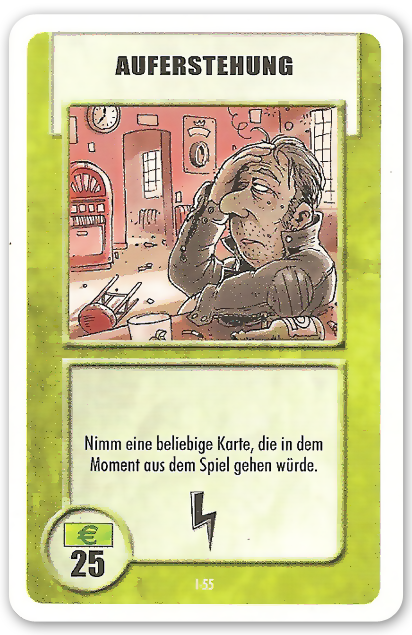 AUFERSTEHUNG
Nimm eine beliebige Karte, die in dem
Moment aus dem Spiel gehen würde.
€
25
I-55